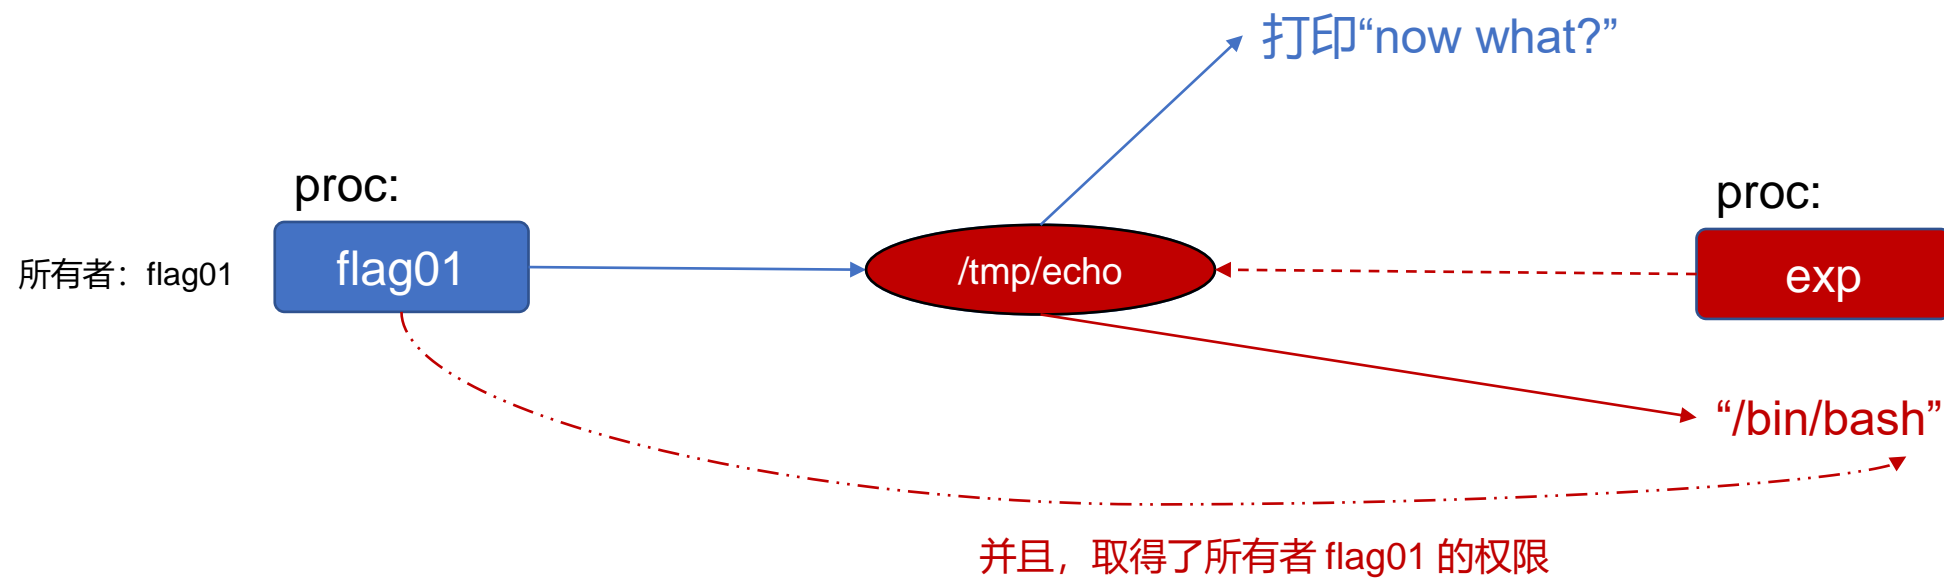 打印“now what?”
proc:
proc:
所有者：flag01
flag01
/tmp/echo
exp
“/bin/bash”
并且，取得了所有者 flag01 的权限